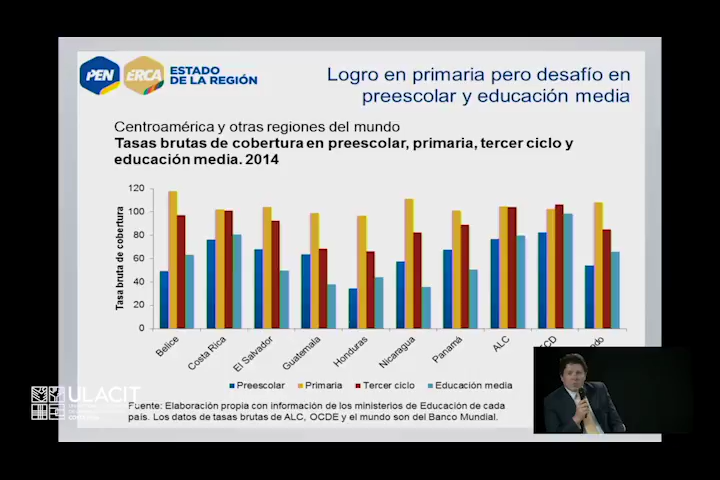 PEN
ERCA
ESTADO
DE LA REGIÓN
Logro en primaria pero desafío en
preescolar y educación media
Centroamérica y otras regiones del mundo
Tasas brutas de cobertura en preescolar, primaria, tercer ciclo y
educación media. 2014
Tasa bruta de cobertura
120
100
80
60
40
20
0
Belice
Costa Rica
El Salvador
Guatemala
Honduras
Nicaragua
Panamá
ALC
Preescolar
Primaria
Tercer ciclo
Educación media
Fuente: Elaboración propia con información de los ministerios de Educación de cada
país. Los datos de tasas brutas de ALC, OCDE y el mundo son del Banco Mundial.
ULACIT